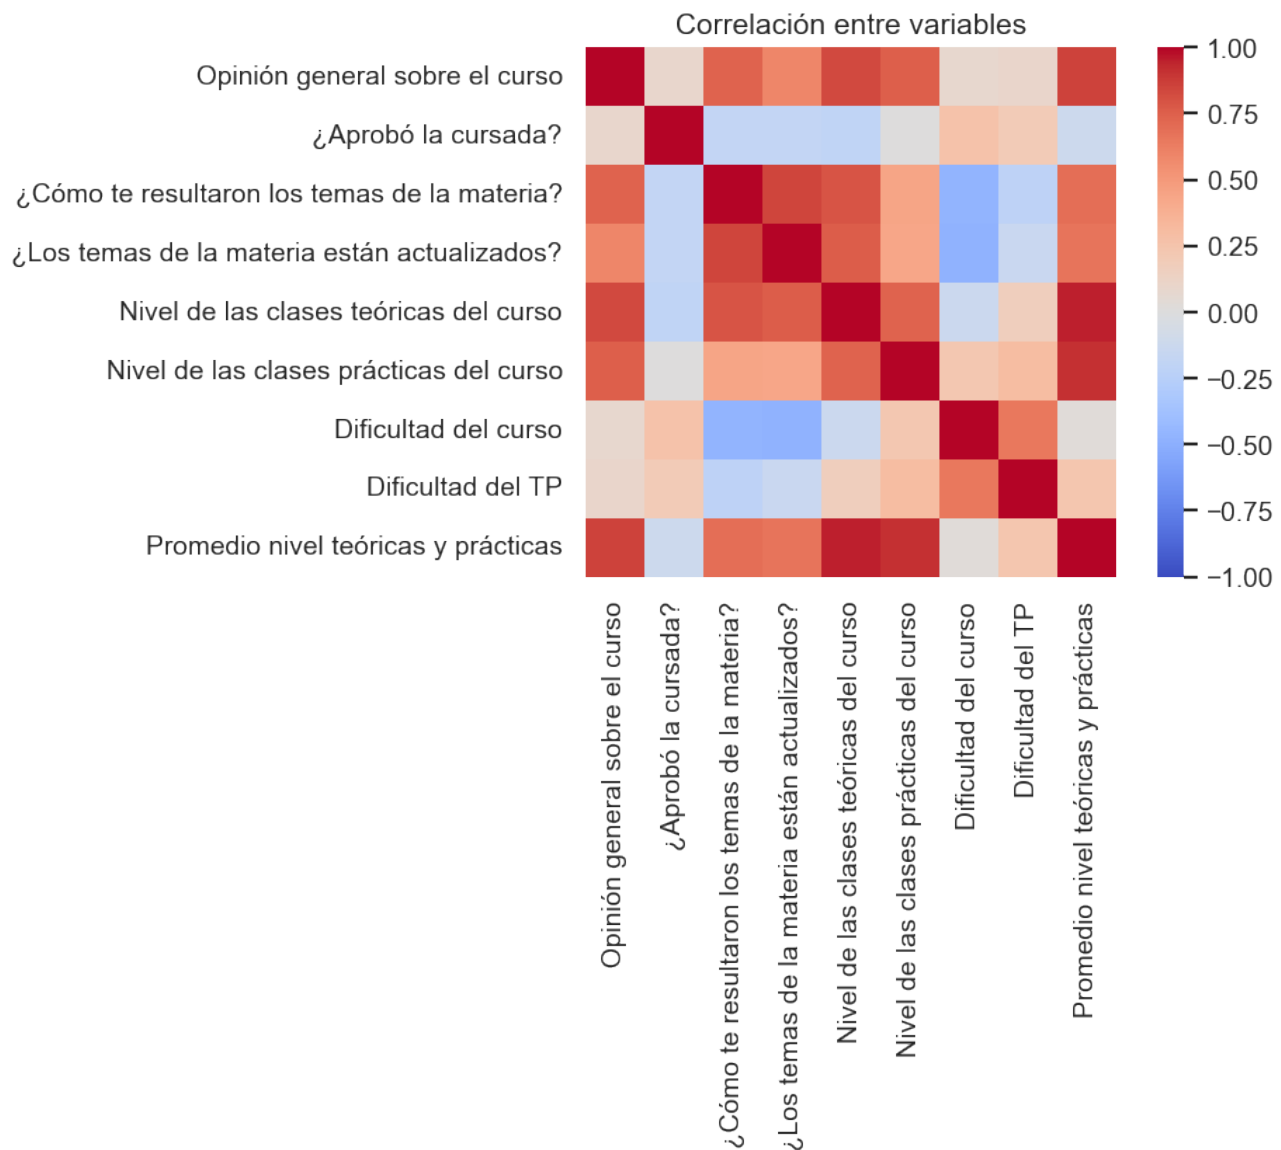 Correlación entre variables
Opinión general sobre el curso
¿Aprobó la cursada?
¿Cómo te resultaron los temas de la materia?
¿Los temas de la materia están actualizados?
Nivel de las clases teóricas del curso
Nivel de las clases prácticas del curso
Dificultad del curso
Dificultad del TP
Promedio nivel teóricas y prácticas
1.00
0.75
0.50
0.25
0.00
−0.25
−0.50
−0.75
−1.00
Opinión general sobre el curso
¿Aprobó la cursada?
¿Cómo te resultaron los temas de la materia?
¿Los temas de la materia están actualizados?
Nivel de las clases teóricas del curso
Nivel de las clases prácticas del curso
Dificultad del curso
Dificultad del TP
Promedio nivel teóricas y prácticas